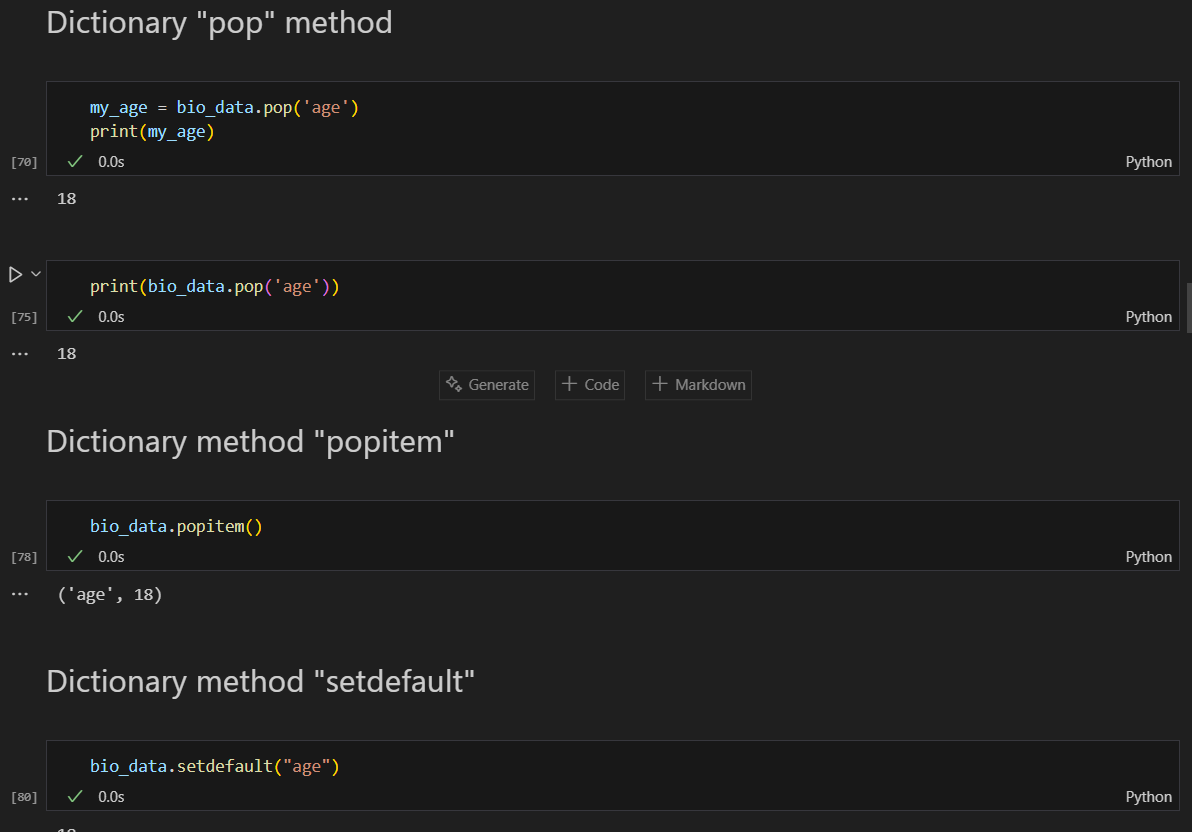 Dictionary "pop" method
my_age = bio_data.pop('age')
print(my_age)
[70] 0.0s Python
... 18
print(bio_data.pop('age'))
[75] 0.0s Python
... 18
Generate Code Markdown
Dictionary method "popitem"
bio_data.popitem()
[78] 0.0s Python
... ('age', 18)
Dictionary method "setdefault"
bio_data.setdefault("age")
[80] 0.0s Python